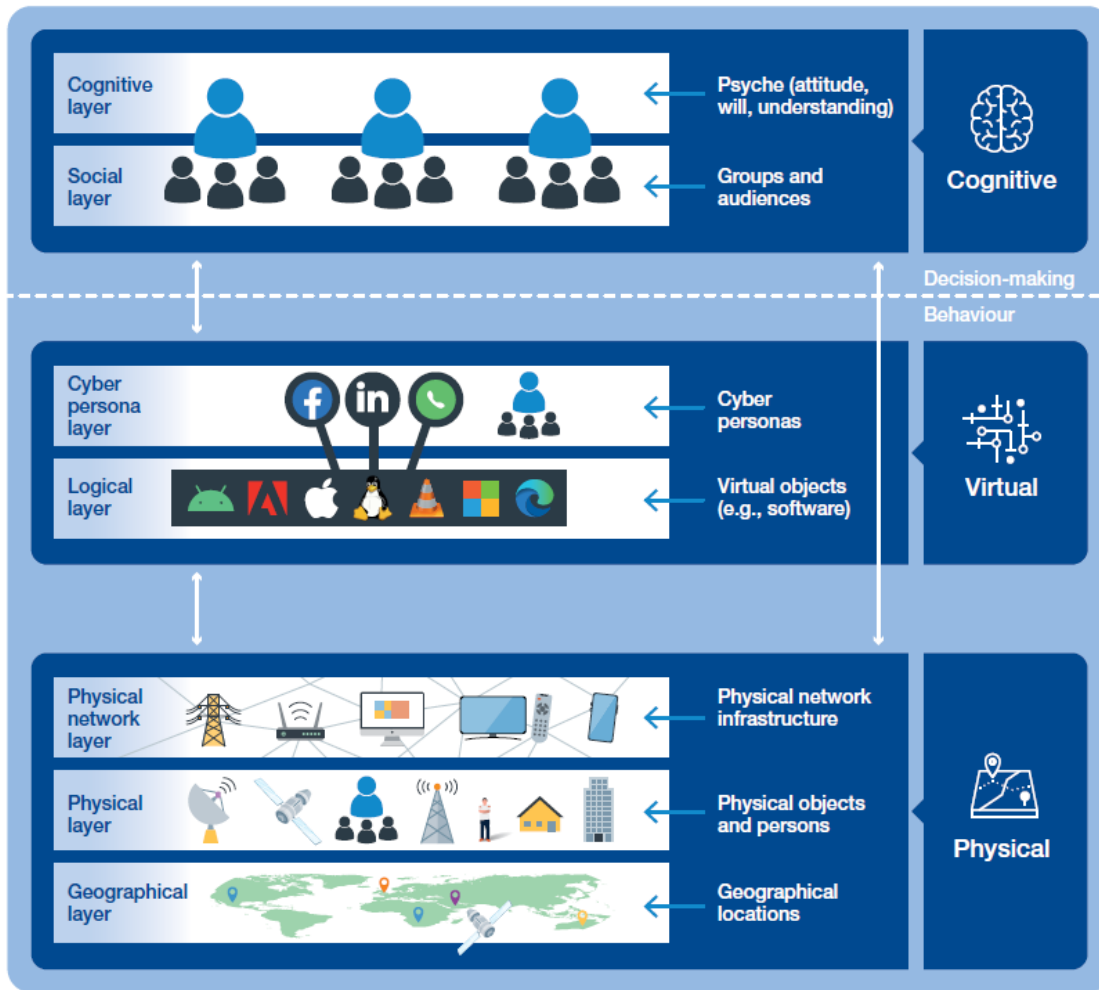 Cognitive
layer
Psyche (attitude,
will, understanding)
Social
layer
Groups and
audiences
Cognitive
Decision-making
Behaviour
Cyber
persona
layer
f
in
Cyber
personas
Logical
layer
Virtual objects
(e.g., software)
Virtual
Physical
network
layer
Physical network
infrastructure
Physical
layer
Physical objects
and persons
Geographical
layer
Geographical
locations
Physical